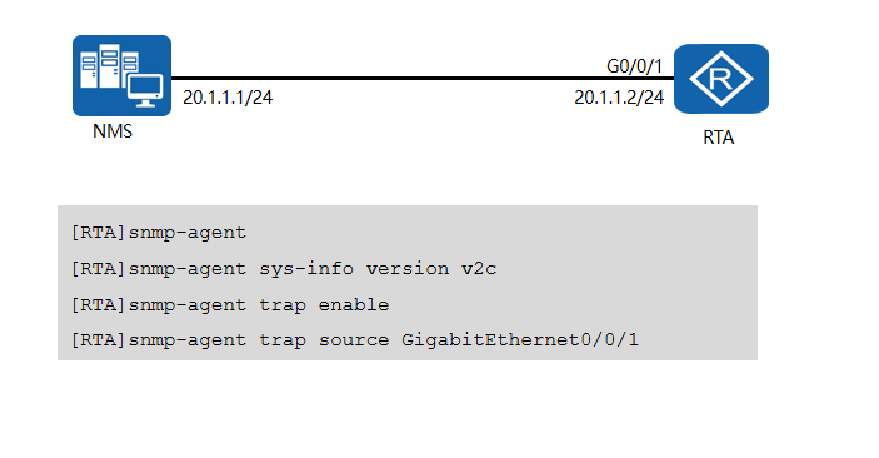 G0/0/1
20.1.1.1/24
20.1.1.2/24
R
NMS
RTA
[RTA]snmp-agent
[RTA]snmp-agent sys-info version v2c
[RTA]snmp-agent trap enable
[RTA]snmp-agent trap source GigabitEthernet0/0/1